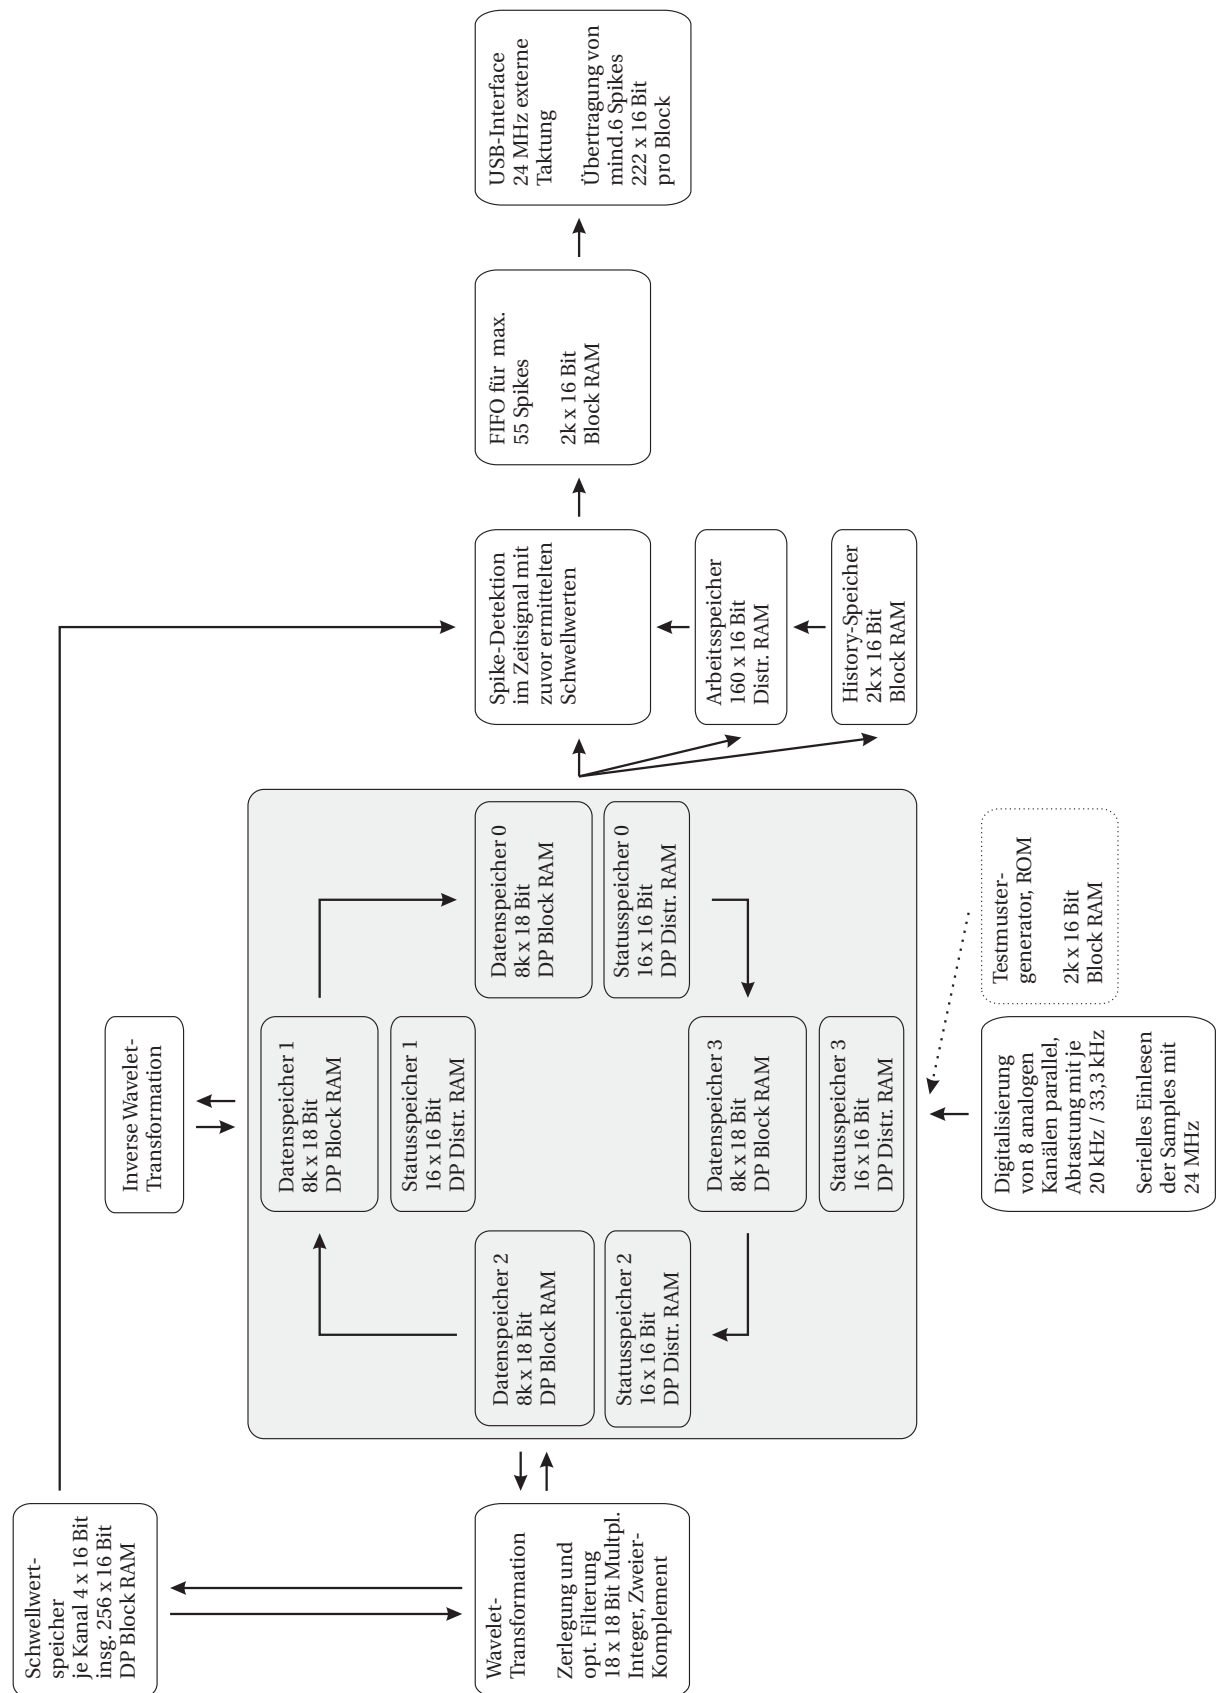 Schwellwert-
speicher
je Kanal 4 x 16 Bit
insg. 256 x 16 Bit
DP Block RAM
Wavelet-
Transformation
Zerlegung und
opt. Filterung
18 x 18 Bit Multpl.
Integer, Zweier-
Komplement
Inverse Wavelet-
Transformation
Datenspeicher 1
8k x 18 Bit
DP Block RAM
Statusspeicher 1
16 x 16 Bit
DP Distr. RAM
Datenspeicher 2
8k x 18 Bit
DP Block RAM
Statusspeicher 2
16 x 16 Bit
DP Distr. RAM
Datenspeicher 0
8k x 18 Bit
DP Block RAM
Statusspeicher 0
16 x 16 Bit
DP Distr. RAM
Datenspeicher 3
8k x 18 Bit
DP Block RAM
Statusspeicher 3
16 x 16 Bit
DP Distr. RAM
Digitalisierung
von 8 analogen
Kanälen parallel,
Abtastung mit je
20 kHz / 33,3 kHz
Serielles Einlesen
der Samples mit
24 MHz
Testmuster-
generator, ROM
2k x 16 Bit
Block RAM
Spike-Detektion
im Zeitsignal mit
zuvor ermittelten
Schwellwerten
Arbeitsspeicher
160 x 16 Bit
Distr. RAM
History-Speicher
2k x 16 Bit
Block RAM
FIFO für max.
55 Spikes
2k x 16 Bit
Block RAM
USB-Interface
24 MHz externe
Taktung
Übertragung von
mind.6 Spikes
222 x 16 Bit
pro Block